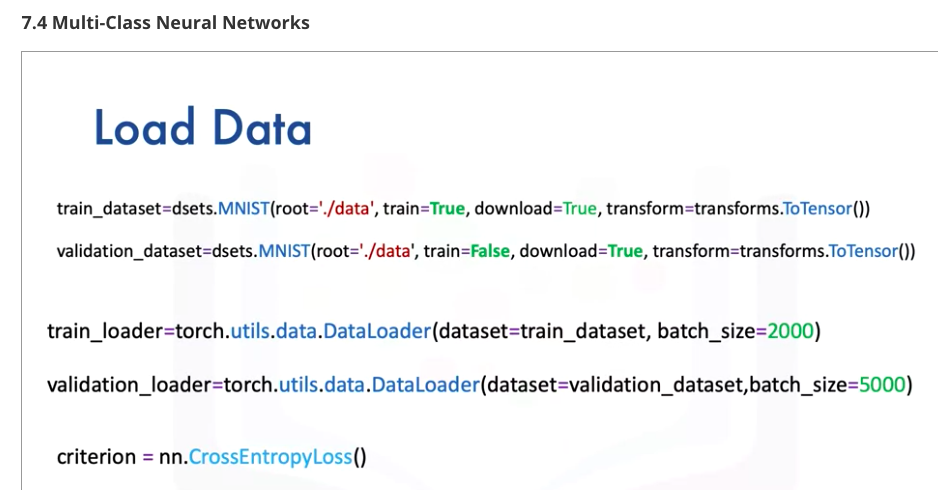 7.4 Multi-Class Neural Networks
Load Data
train_dataset=dsets.MNIST(root='./data', train=True, download=True, transform=transforms.ToTensor())
validation_dataset=dsets.MNIST(root='./data', train=False, download=True, transform=transforms.ToTensor())
train_loader=torch.utils.data.DataLoader(dataset=train_dataset, batch_size=2000)
validation_loader=torch.utils.data.DataLoader(dataset=validation_dataset,batch_size=5000)
criterion = nn.CrossEntropyLoss()